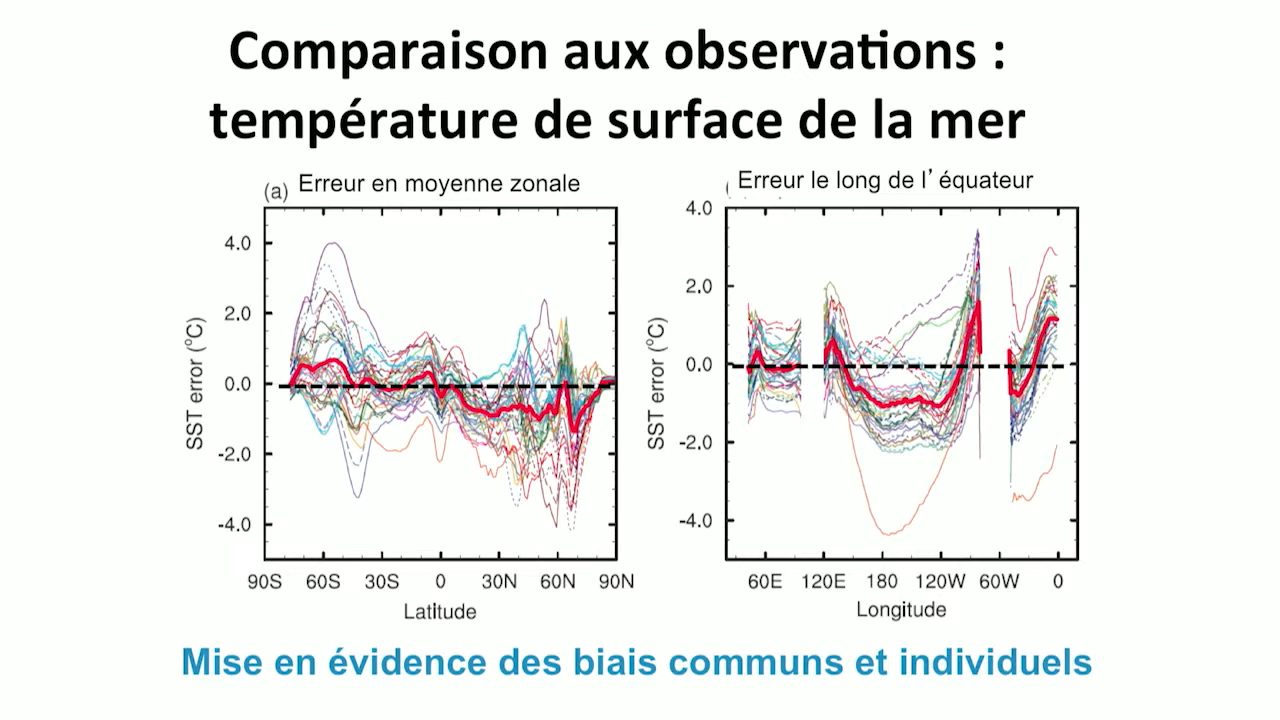 Comparaison aux observations :
température de surface de la mer
(a) Erreur en moyenne zonale
SST error (°C)
4.0
2.0
0.0
-2.0
-4.0
90S 60S 30S 0 30N 60N 90N
Latitude
Erreur le long de l'équateur
SST error (°C)
4.0
2.0
0.0
-2.0
-4.0
60E 120E 180 120W 60W 0
Longitude
Mise en évidence des biais communs et individuels